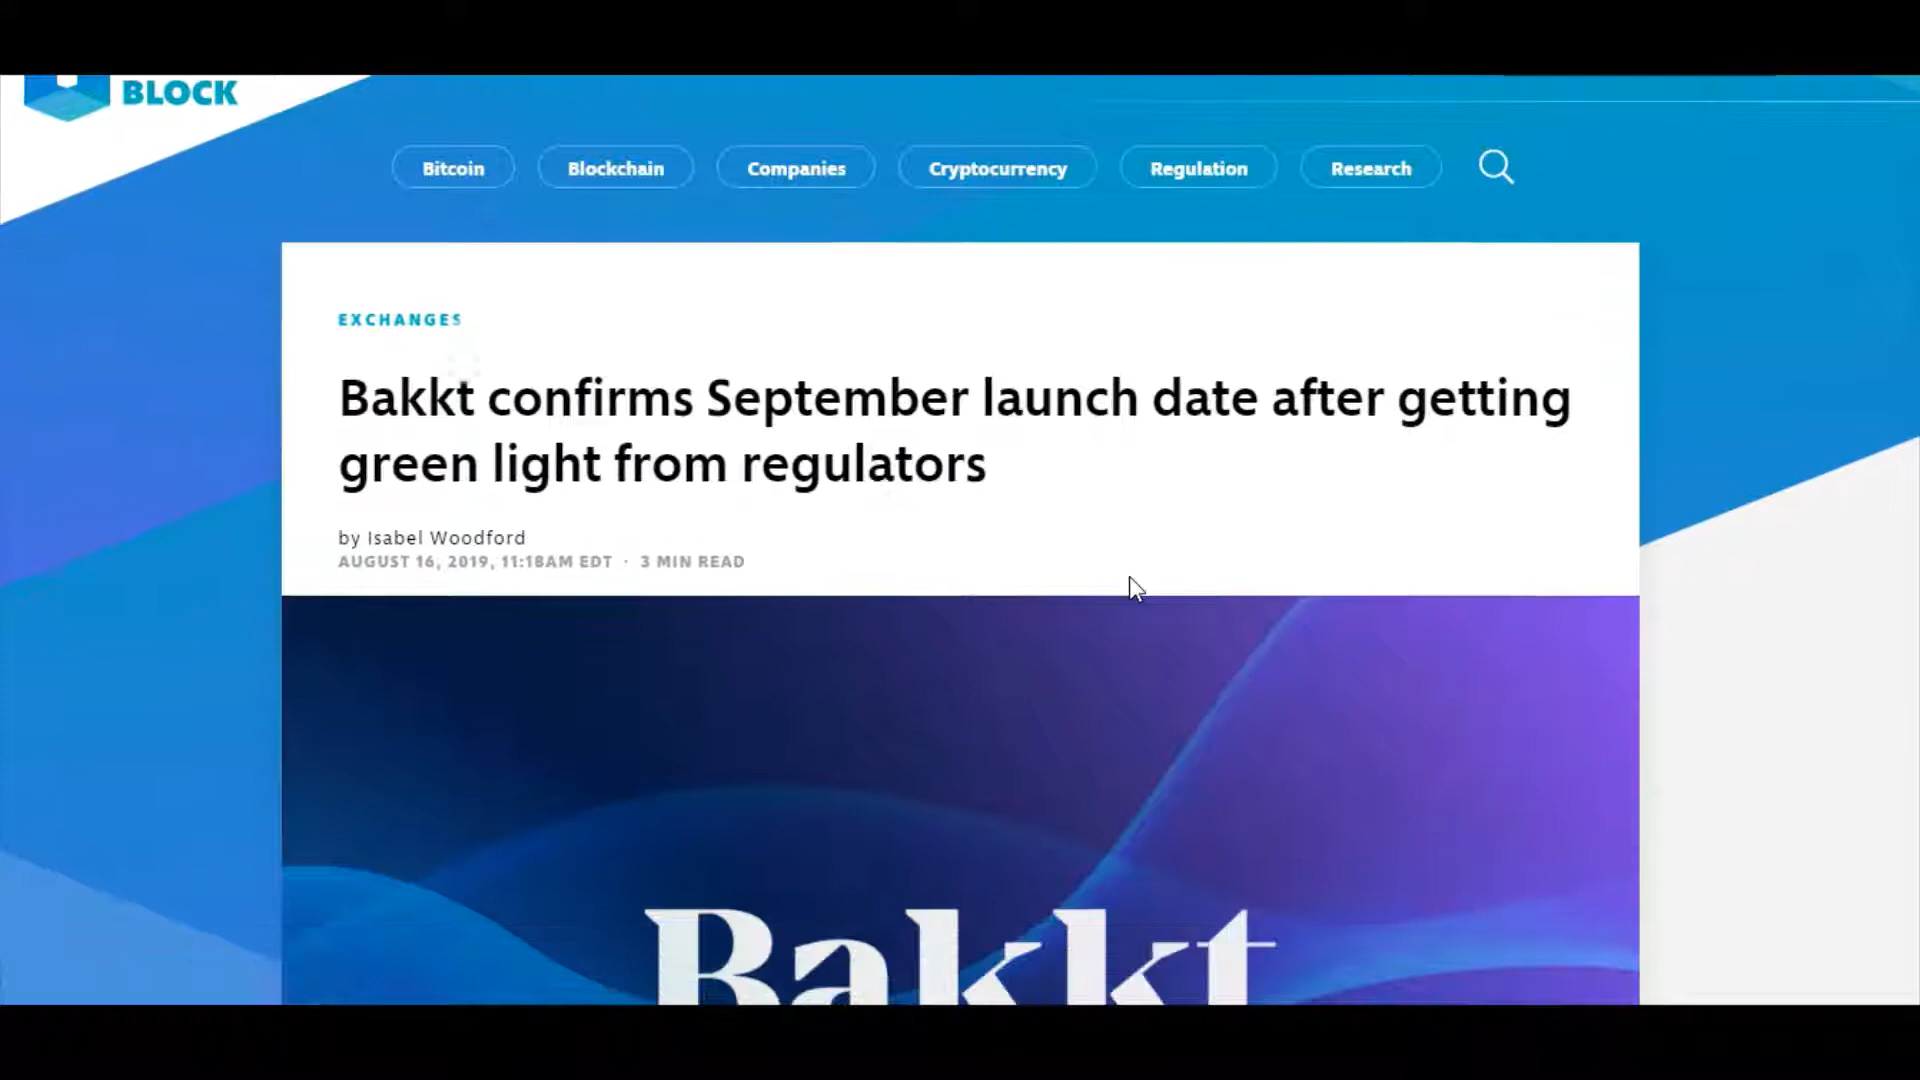 BLOCK
Bitcoin
Blockchain
Companies
Cryptocurrency
Regulation
Research
EXCHANGES
Bakkt confirms September launch date after getting
green light from regulators
by Isabel Woodford
AUGUST 16, 2019, 11:18AM EDT · 3 MIN READ
Bakkt